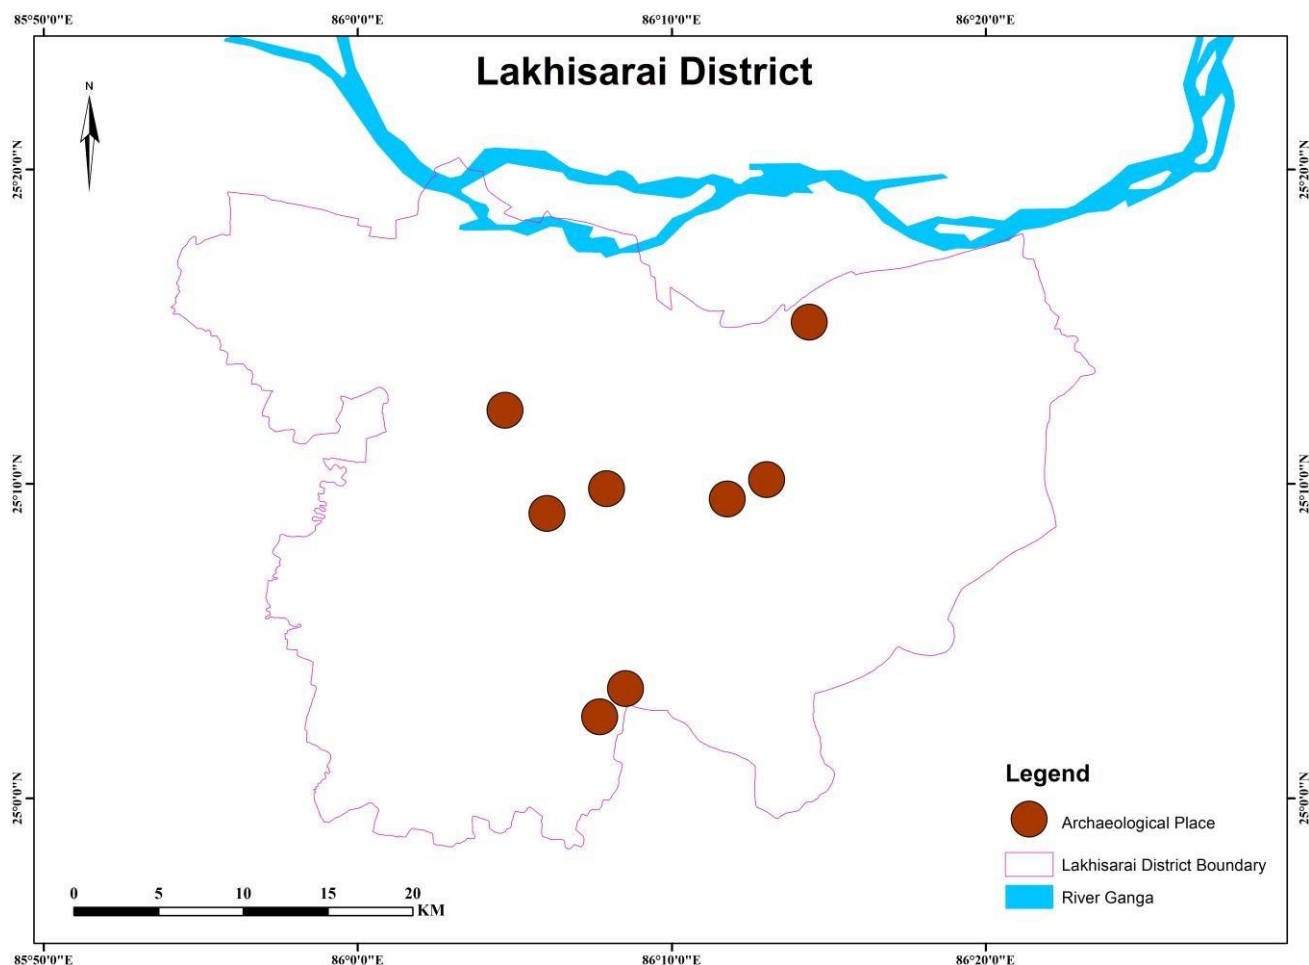 85°50'0"E 86°0'0"E 86°10'0"E 86°20'0"E
Lakhisarai District
N
25°20'0"N 25°20'0"N
25°10'0"N 25°10'0"N
25°0'0"N 25°0'0"N
Legend
Archaeological Place
Lakhisarai District Boundary
River Ganga
0 5 10 15 20
KM
85°50'0"E 86°0'0"E 86°10'0"E 86°20'0"E